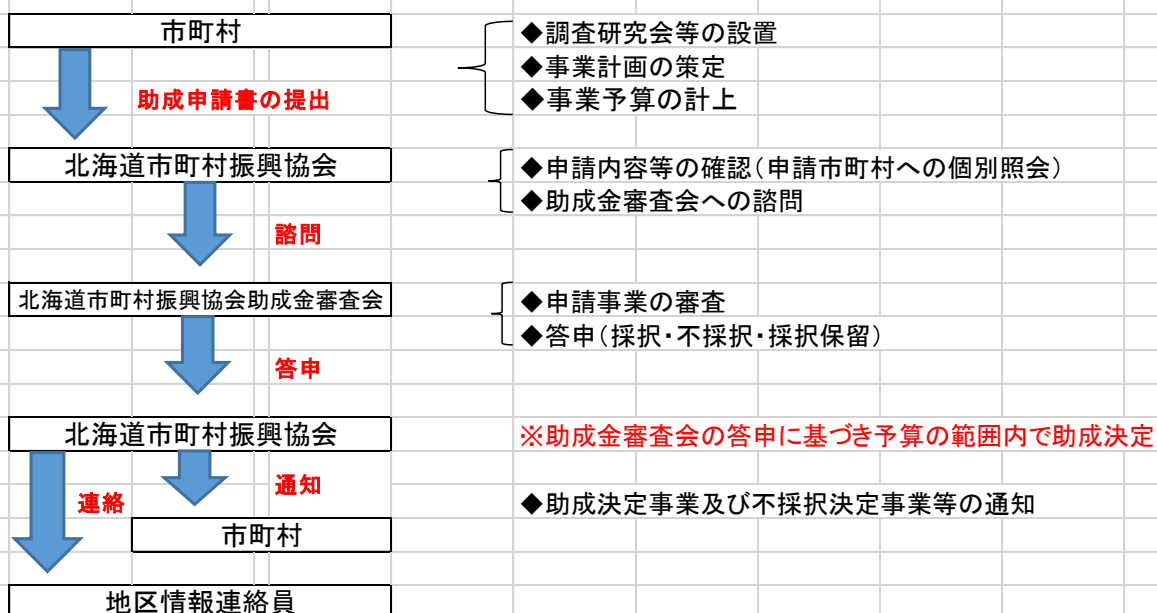 市町村
◆調査研究会等の設置
◆事業計画の策定
助成申請書の提出
◆事業予算の計上
北海道市町村振興協会
◆申請内容等の確認(申請市町村への個別照会)
◆助成金審査会への諮問
諮問
北海道市町村振興協会助成金審査会
◆申請事業の審査
◆答申(採択・不採択・採択保留)
答申
北海道市町村振興協会
※助成金審査会の答申に基づき予算の範囲内で助成決定
通知
連絡
◆助成決定事業及び不採択決定事業等の通知
市町村
地区情報連絡員